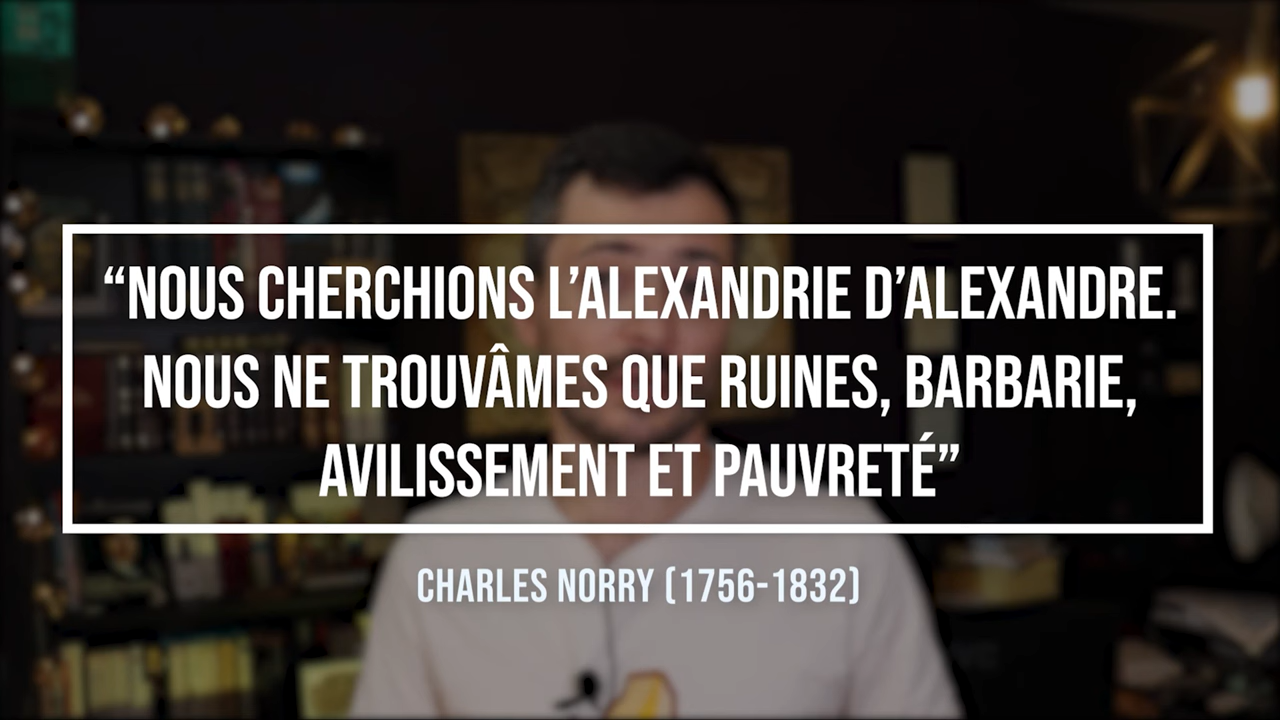 “NOUS CHERCHIONS L’ALEXANDRIE D’ALEXANDRE.
NOUS NE TROUVÂMES QUE RUINES, BARBARIE,
AVILISSEMENT ET PAUVRETÉ”
CHARLES NORRY (1756-1832)